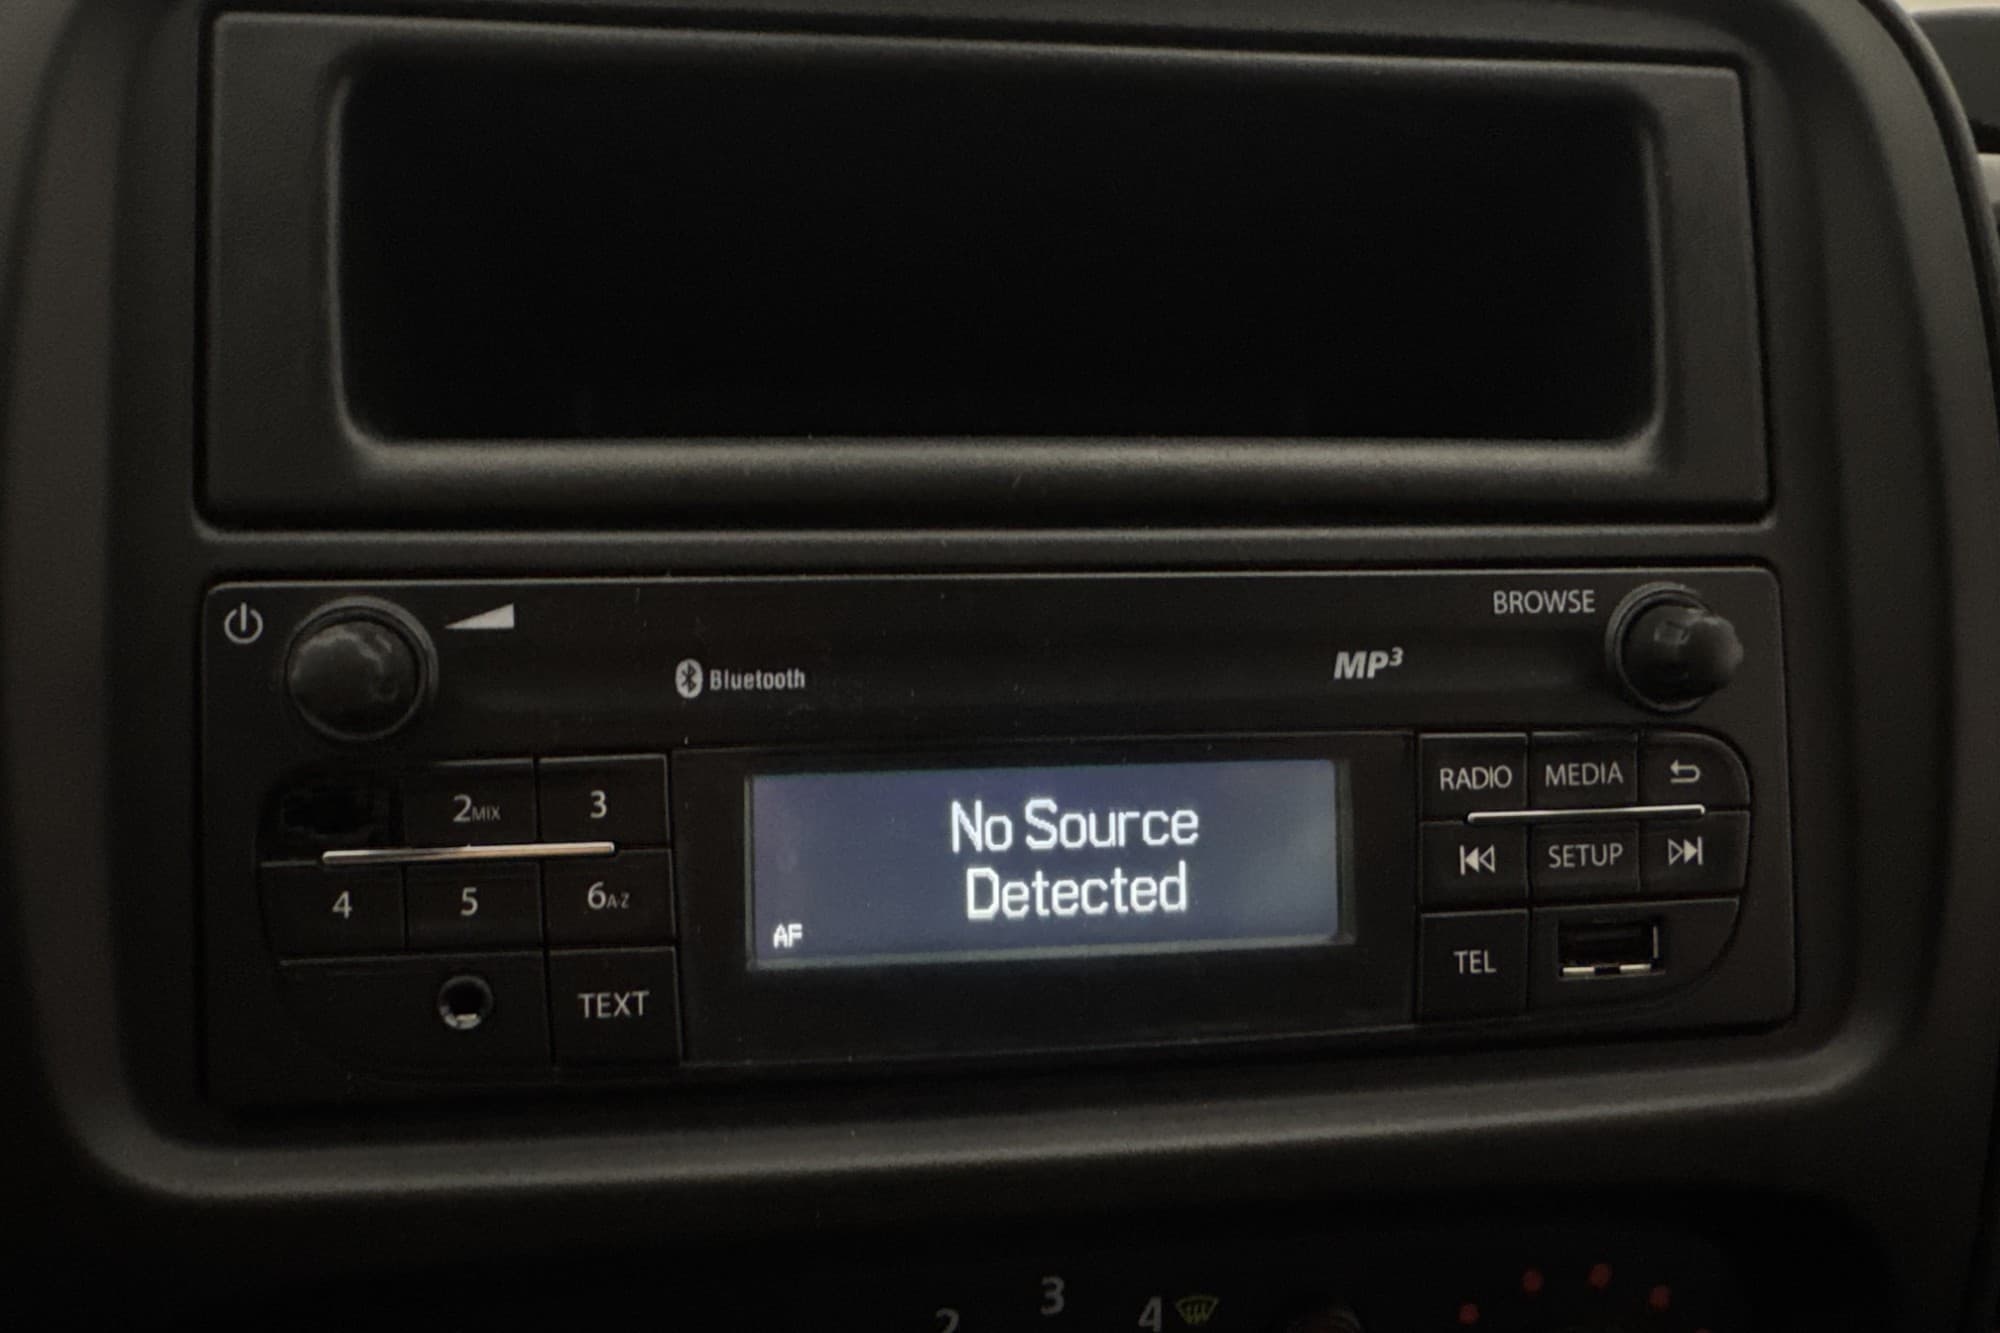 BROWSE
Bluetooth
MP3
2MIX
3
RADIO
MEDIA
No Source
Detected
4
5
6A-Z
SETUP
AF
TEXT
TEL
2
3
4